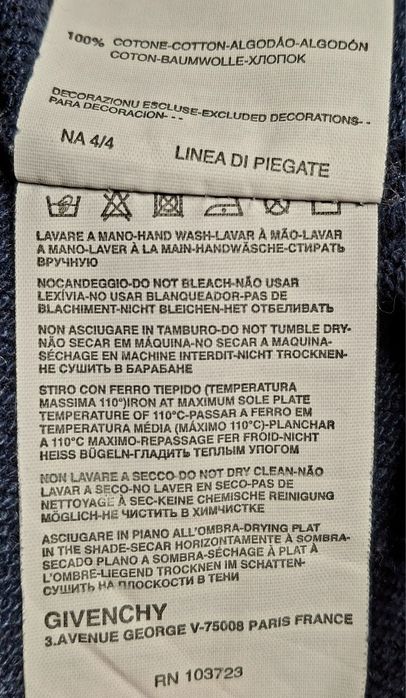 100% COTONE-COTTON-ALGODÃO-ALGODÓN
COTON-BAUMWOLLE-ХЛОПОК
DECORAZIONU ESCLUSE-EXCLUDED DECORATIONS--
PARA DECORACION---
NA 4/4
LINEA DI PIEGATE
LAVARE A MANO-HAND WASH-LAVAR À MÃO-LAVAR
A MANO-LAVER À LA MAIN-HANDWÄSCHE-СТИРАТЬ
ВРУЧНУЮ
NOCANDEGGIO-DO NOT BLEACH-NÃO USAR
LEXÍVIA-NO USAR BLANQUEADOR-PAS DE
BLACHIMENT-NICHT BLEICHEN-НЕТ ОТБЕЛИВАТЬ
NON ASCIUGARE IN TAMBURO-DO NOT TUMBLE DRY-
NÃO SECAR EM MÁQUINA-NO SECAR A MAQUINA-
SÉCHAGE EN MACHINE INTERDIT-NICHT TROCKNEN-
НЕ СУШИТЬ В БАРАБАНЕ
STIRO CON FERRO TIEPIDO (TEMPERATURA
MASSIMA 110°)IRON AT MAXIMUM SOLE PLATE
TEMPERATURE OF 110°C-PASSAR A FERRO EM
TEMPERATURA MÉDIA (MÁXIMO 110°C)-PLANCHAR
A 110°C MAXIMO-REPASSAGE FER FROID-NICHT
HEISS BÜGELN-ГЛАДИТЬ ТЕПЛЫМ УПОГОМ
NON LAVARE A SECCO-DO NOT DRY CLEAN-NÃO
LAVAR A SECO-NO LAVER EN SECO-PAS DE
NETTOYAGE À SEC-KEINE CHEMISCHE REINIGUNG
MÖGLICH-НЕ ЧИСТИТЬ В ХИМЧИСТКЕ
ASCIUGARE IN PIANO ALL'OMBRA-DRYING PLAT
IN THE SHADE-SECAR HORIZONTAMENTE À SOMBRA-
SECADO PLANO A SOMBRA-SÉCHAGE À PLAT À
L'OMBRE-LIEGEND TROCKNEN IM SCHATTEN-
СУШИТЬ НА ПЛОСКОСТИ В ТЕНИ
GIVENCHY
3.AVENUE GEORGE V-75008 PARIS FRANCE
RN 103723